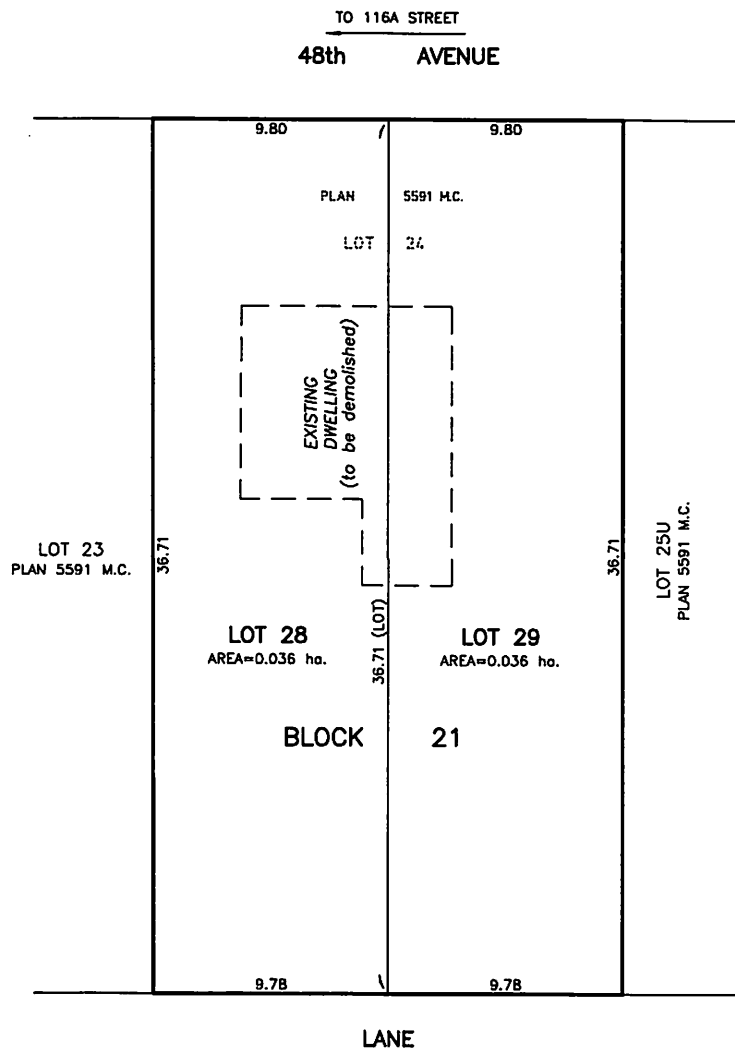 TO 116A STREET
48th AVENUE
9.80 9.80
PLAN 5591 M.C.
LOT 24
EXISTING
DWELLING
(to be demolished)
LOT 23
PLAN 5591 M.C.
36.71
36.71
LOT 25U
PLAN 5591 M.C.
36.71 (LOT)
LOT 28
AREA=0.036 ha.
LOT 29
AREA=0.036 ha.
BLOCK 21
9.78 9.78
LANE